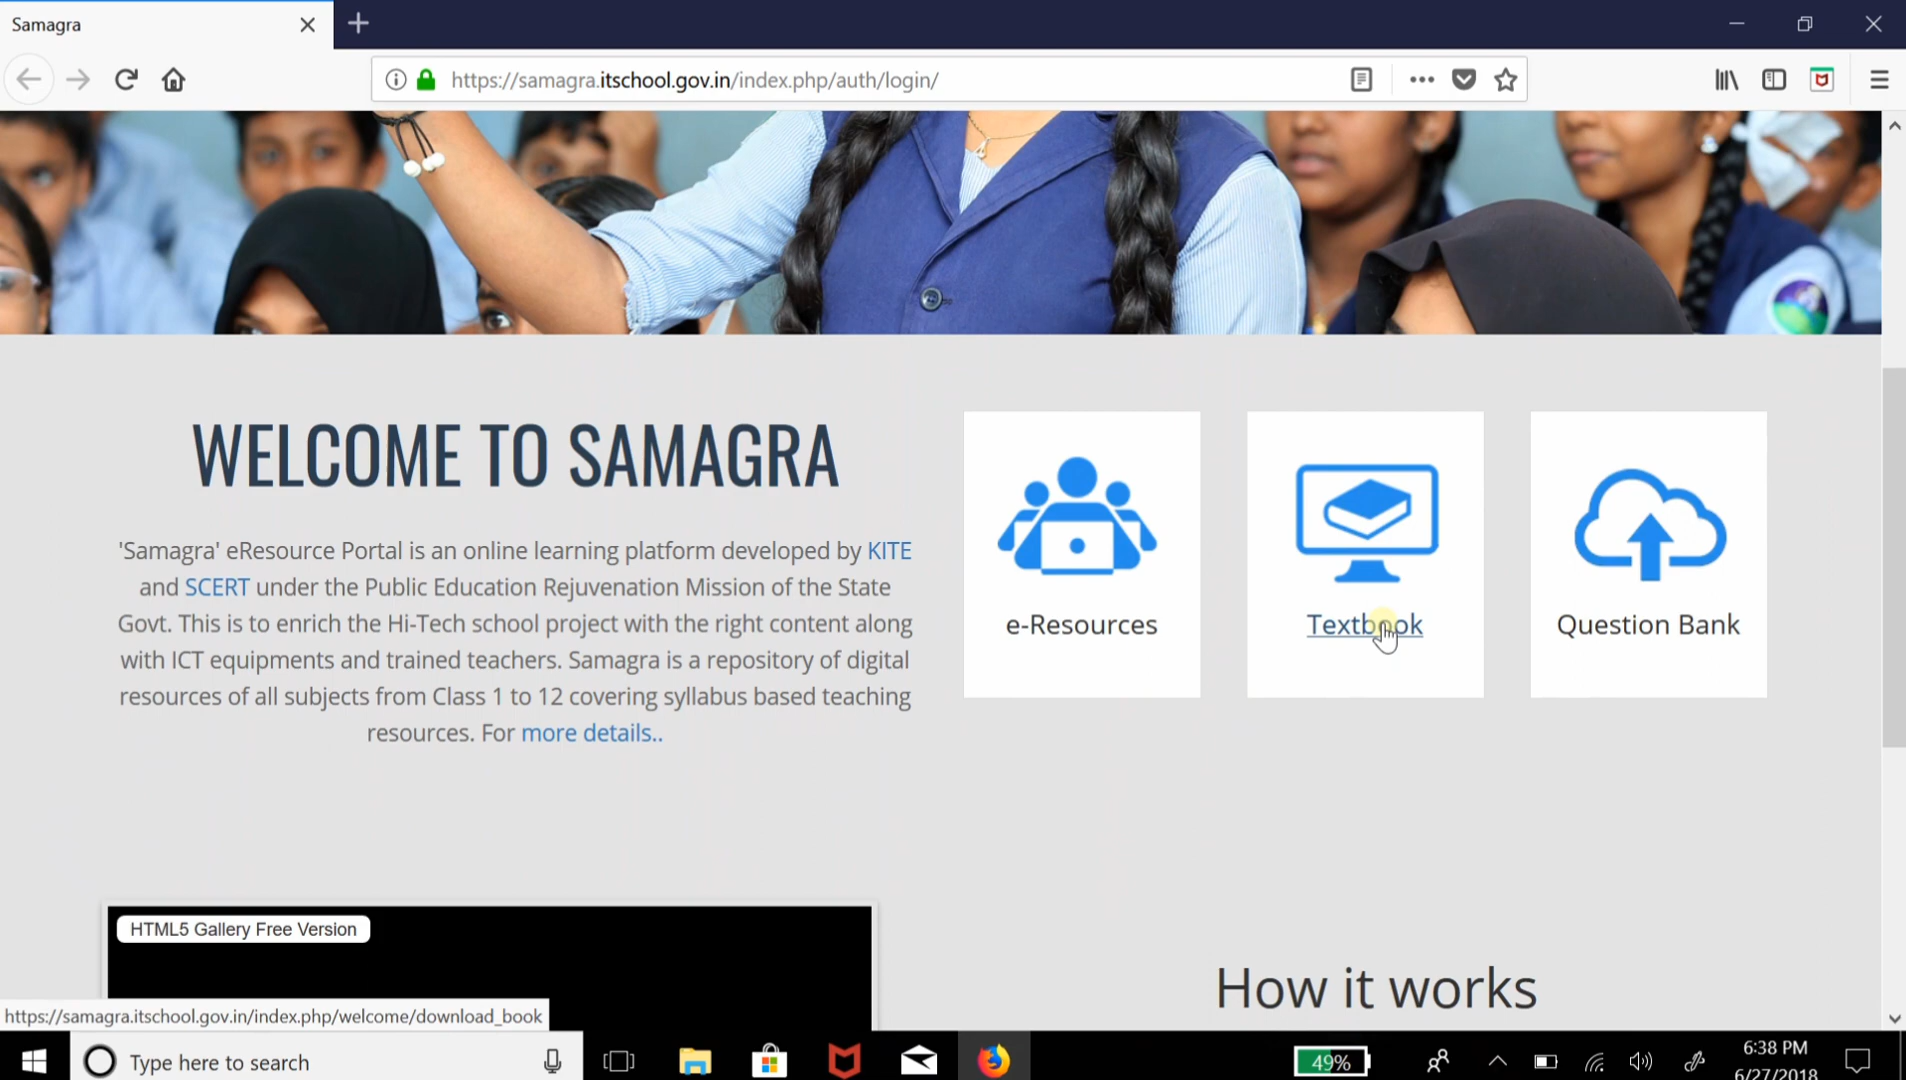 Samagra
https://samagra.itschool.gov.in/index.php/auth/login/
WELCOME TO SAMAGRA
'Samagra' eResource Portal is an online learning platform developed by KITE
and SCERT under the Public Education Rejuvenation Mission of the State
Govt. This is to enrich the Hi-Tech school project with the right content along
with ICT equipments and trained teachers. Samagra is a repository of digital
resources of all subjects from Class 1 to 12 covering syllabus based teaching
resources. For more details..
e-Resources
Textbook
Question Bank
HTML5 Gallery Free Version
How it works
https://samagra.itschool.gov.in/index.php/welcome/download_book
Type here to search
49%
6:38 PM
6/27/2018